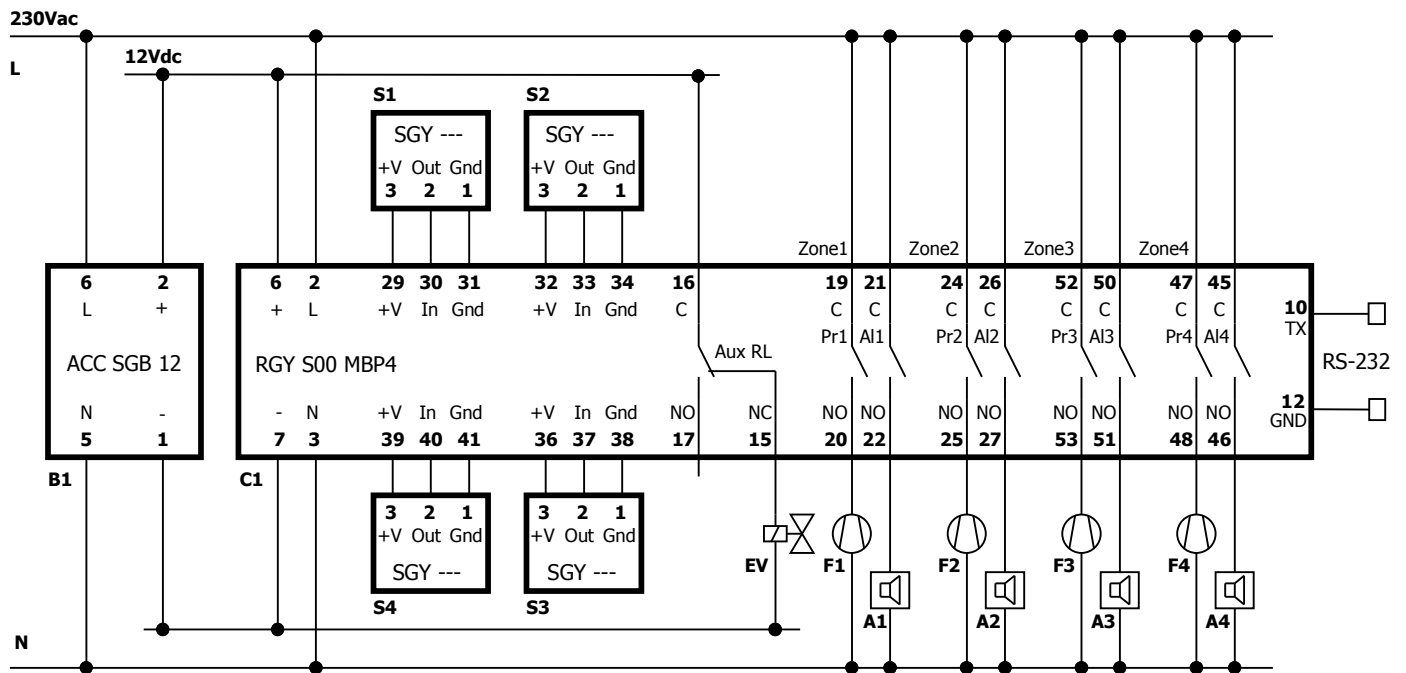 230Vac
L
12Vdc
S1 S2
SGY --- SGY ---
+V Out Gnd +V Out Gnd
3 2 1 3 2 1
Zone1 Zone2 Zone3 Zone4
6 2 6 2 29 30 31 32 33 34 16 19 21 24 26 52 50 47 45
L + + L +V In Gnd +V In Gnd C C C C C C C C C
10
TX
Pr1 Al1 Pr2 Al2 Pr3 Al3 Pr4 Al4
Aux RL
ACC SGB 12 RGY S00 MBP4 RS-232
N - - N +V In Gnd +V In Gnd NO NC NO NO NO NO NO NO NO NO
12
GND
5 1 7 3 39 40 41 36 37 38 17 15 20 22 25 27 53 51 48 46
B1 C1
3 2 1 3 2 1
+V Out Gnd +V Out Gnd
SGY --- SGY ---
EV F1 F2 F3 F4
S4 S3
A1 A2 A3 A4
N